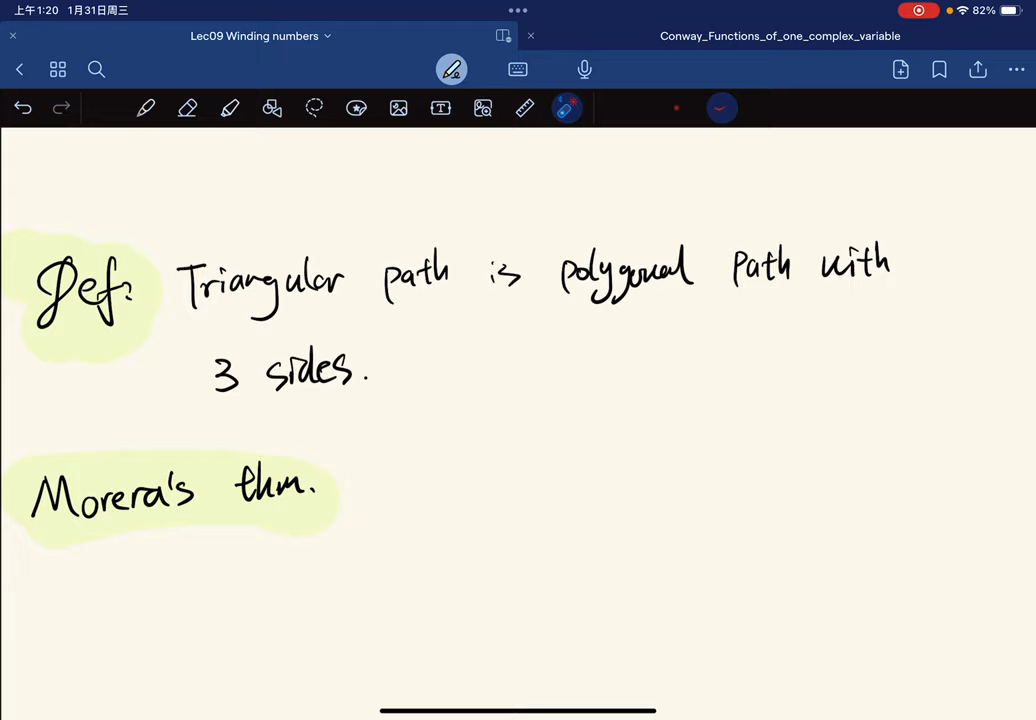 上午1:20 1月31日周三
82%
Lec09 Winding numbers
Conway_Functions_of_one_complex_variable
Def: Triangular path is polygonal path with
3 sides.
Morera's thm.